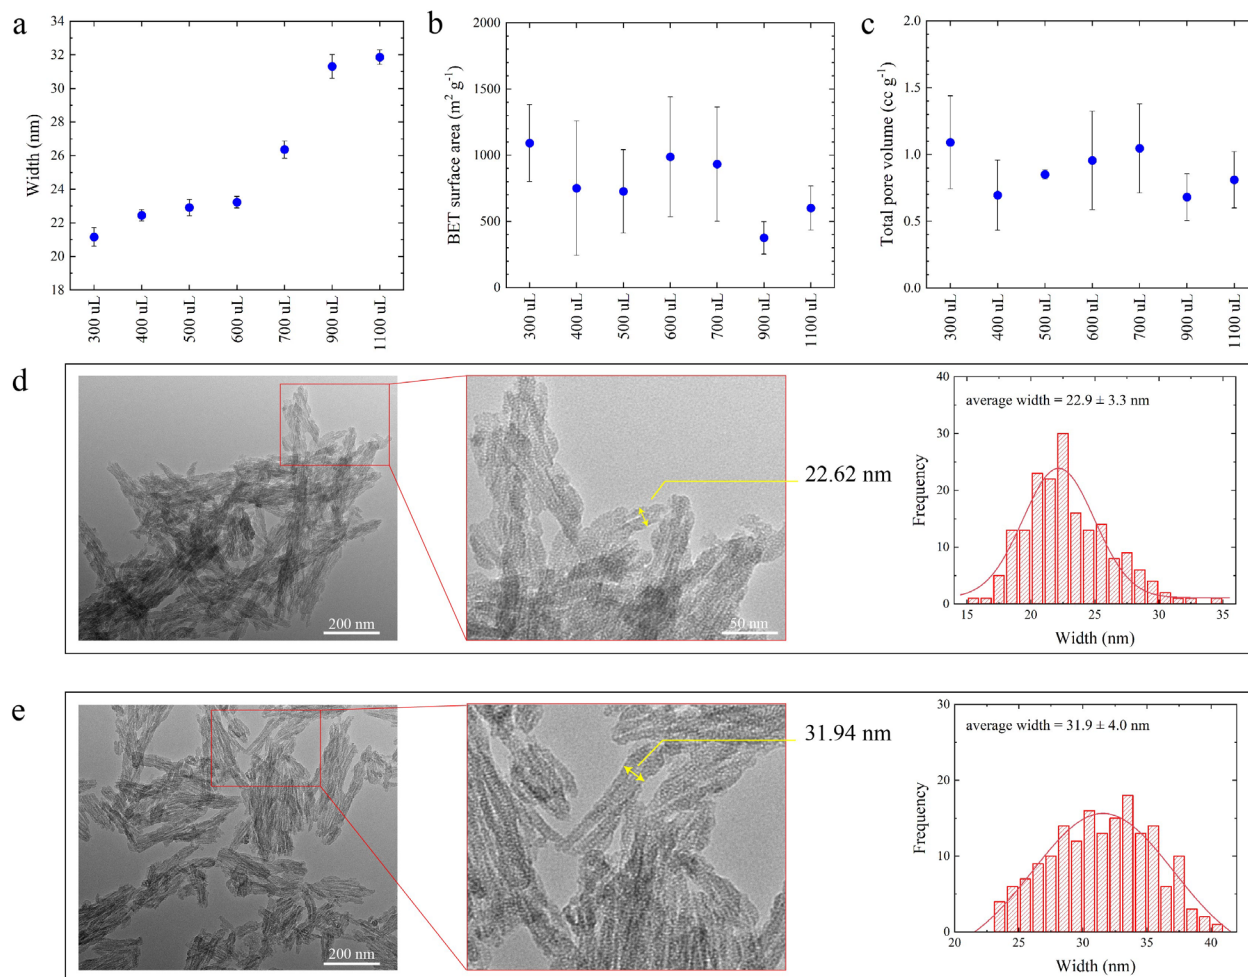 a
34
32
30
28
26
24
22
20
18
Width (nm)
300 uL
400 uL
500 uL
600 uL
700 uL
900 uL
1100 uL
b
2000
1500
1000
500
0
BET surface area (m² g⁻¹)
300 uL
400 uL
500 uL
600 uL
700 uL
900 uL
1100 uL
c
2.0
1.5
1.0
0.5
0.0
Total pore volume (cc g⁻¹)
300 uL
400 uL
500 uL
600 uL
700 uL
900 uL
1100 uL
d
200 nm
50 nm
22.62 nm
average width = 22.9 ± 3.3 nm
40
30
20
10
0
Frequency
15
20
25
30
35
Width (nm)
e
200 nm
31.94 nm
average width = 31.9 ± 4.0 nm
30
20
10
0
Frequency
20
25
30
35
40
Width (nm)